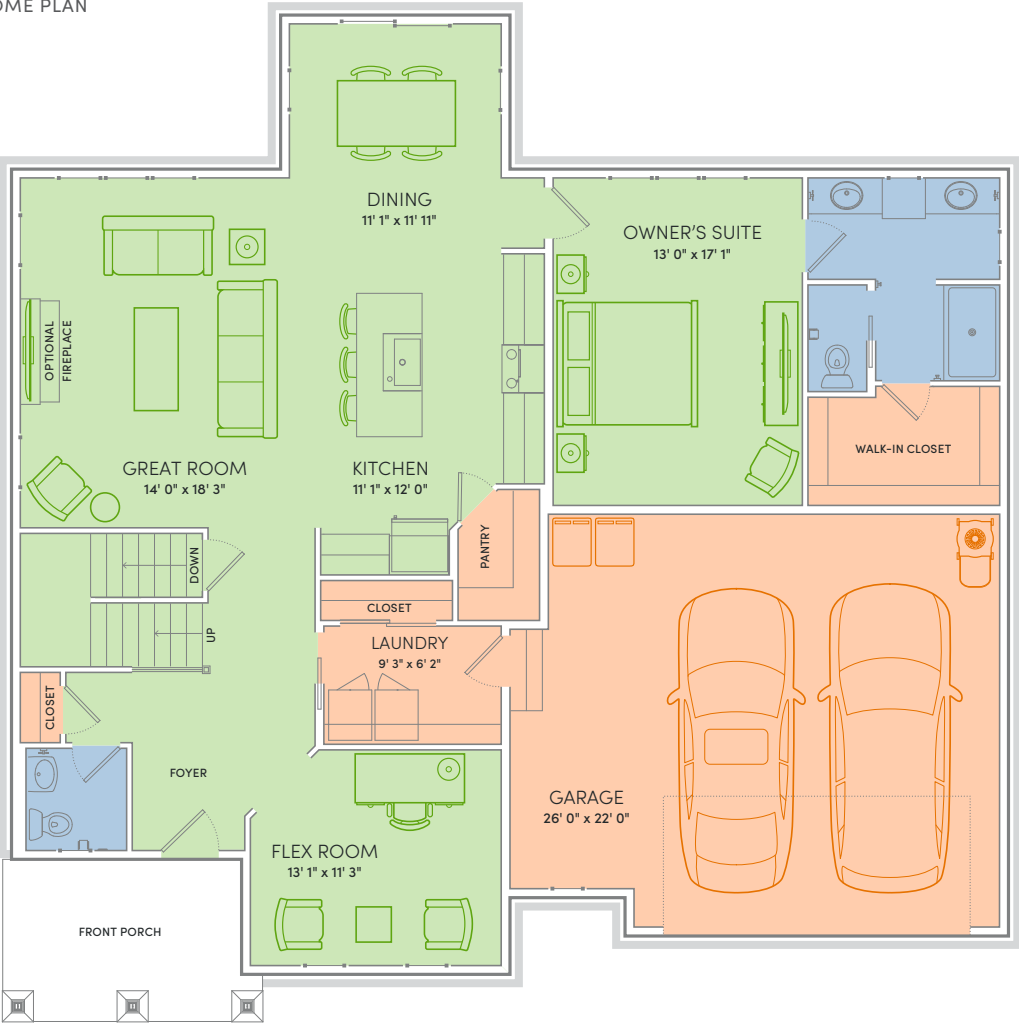 OME PLAN
DINING
11' 1" x 11' 11"
OWNER'S SUITE
13' 0" x 17' 1"
OPTIONAL
FIREPLACE
GREAT ROOM
14' 0" x 18' 3"
KITCHEN
11' 1" x 12' 0"
WALK-IN CLOSET
PANTRY
DOWN
UP
CLOSET
LAUNDRY
9' 3" x 6' 2"
CLOSET
FOYER
GARAGE
26' 0" x 22' 0"
FLEX ROOM
13' 1" x 11' 3"
FRONT PORCH